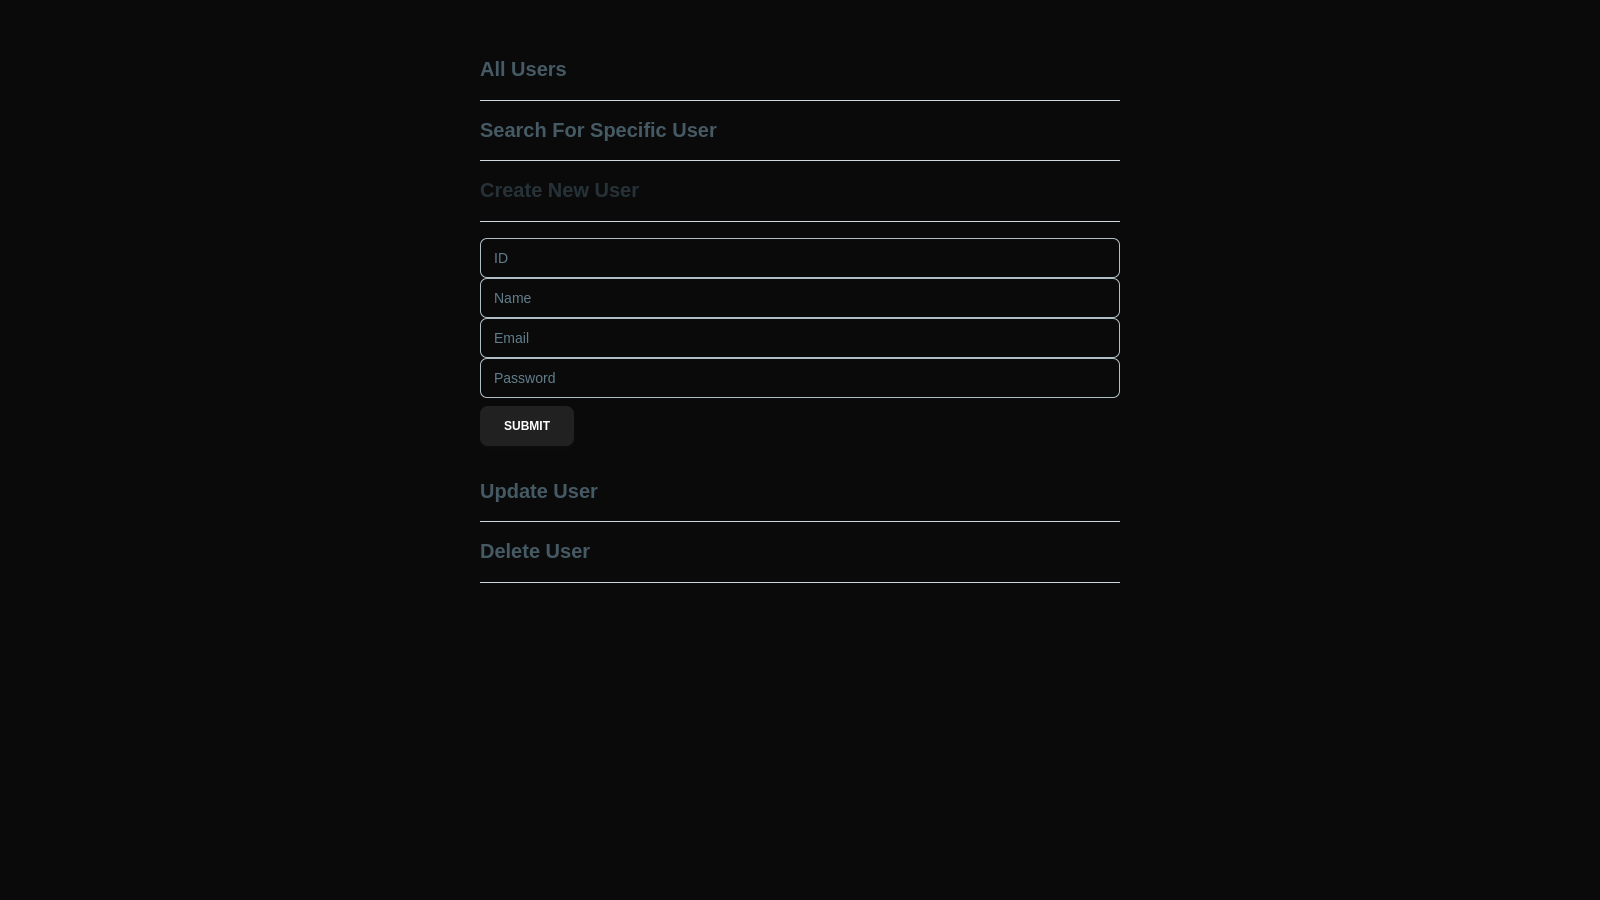 All Users
Search For Specific User
Create New User
ID
Name
Email
Password
SUBMIT
Update User
Delete User